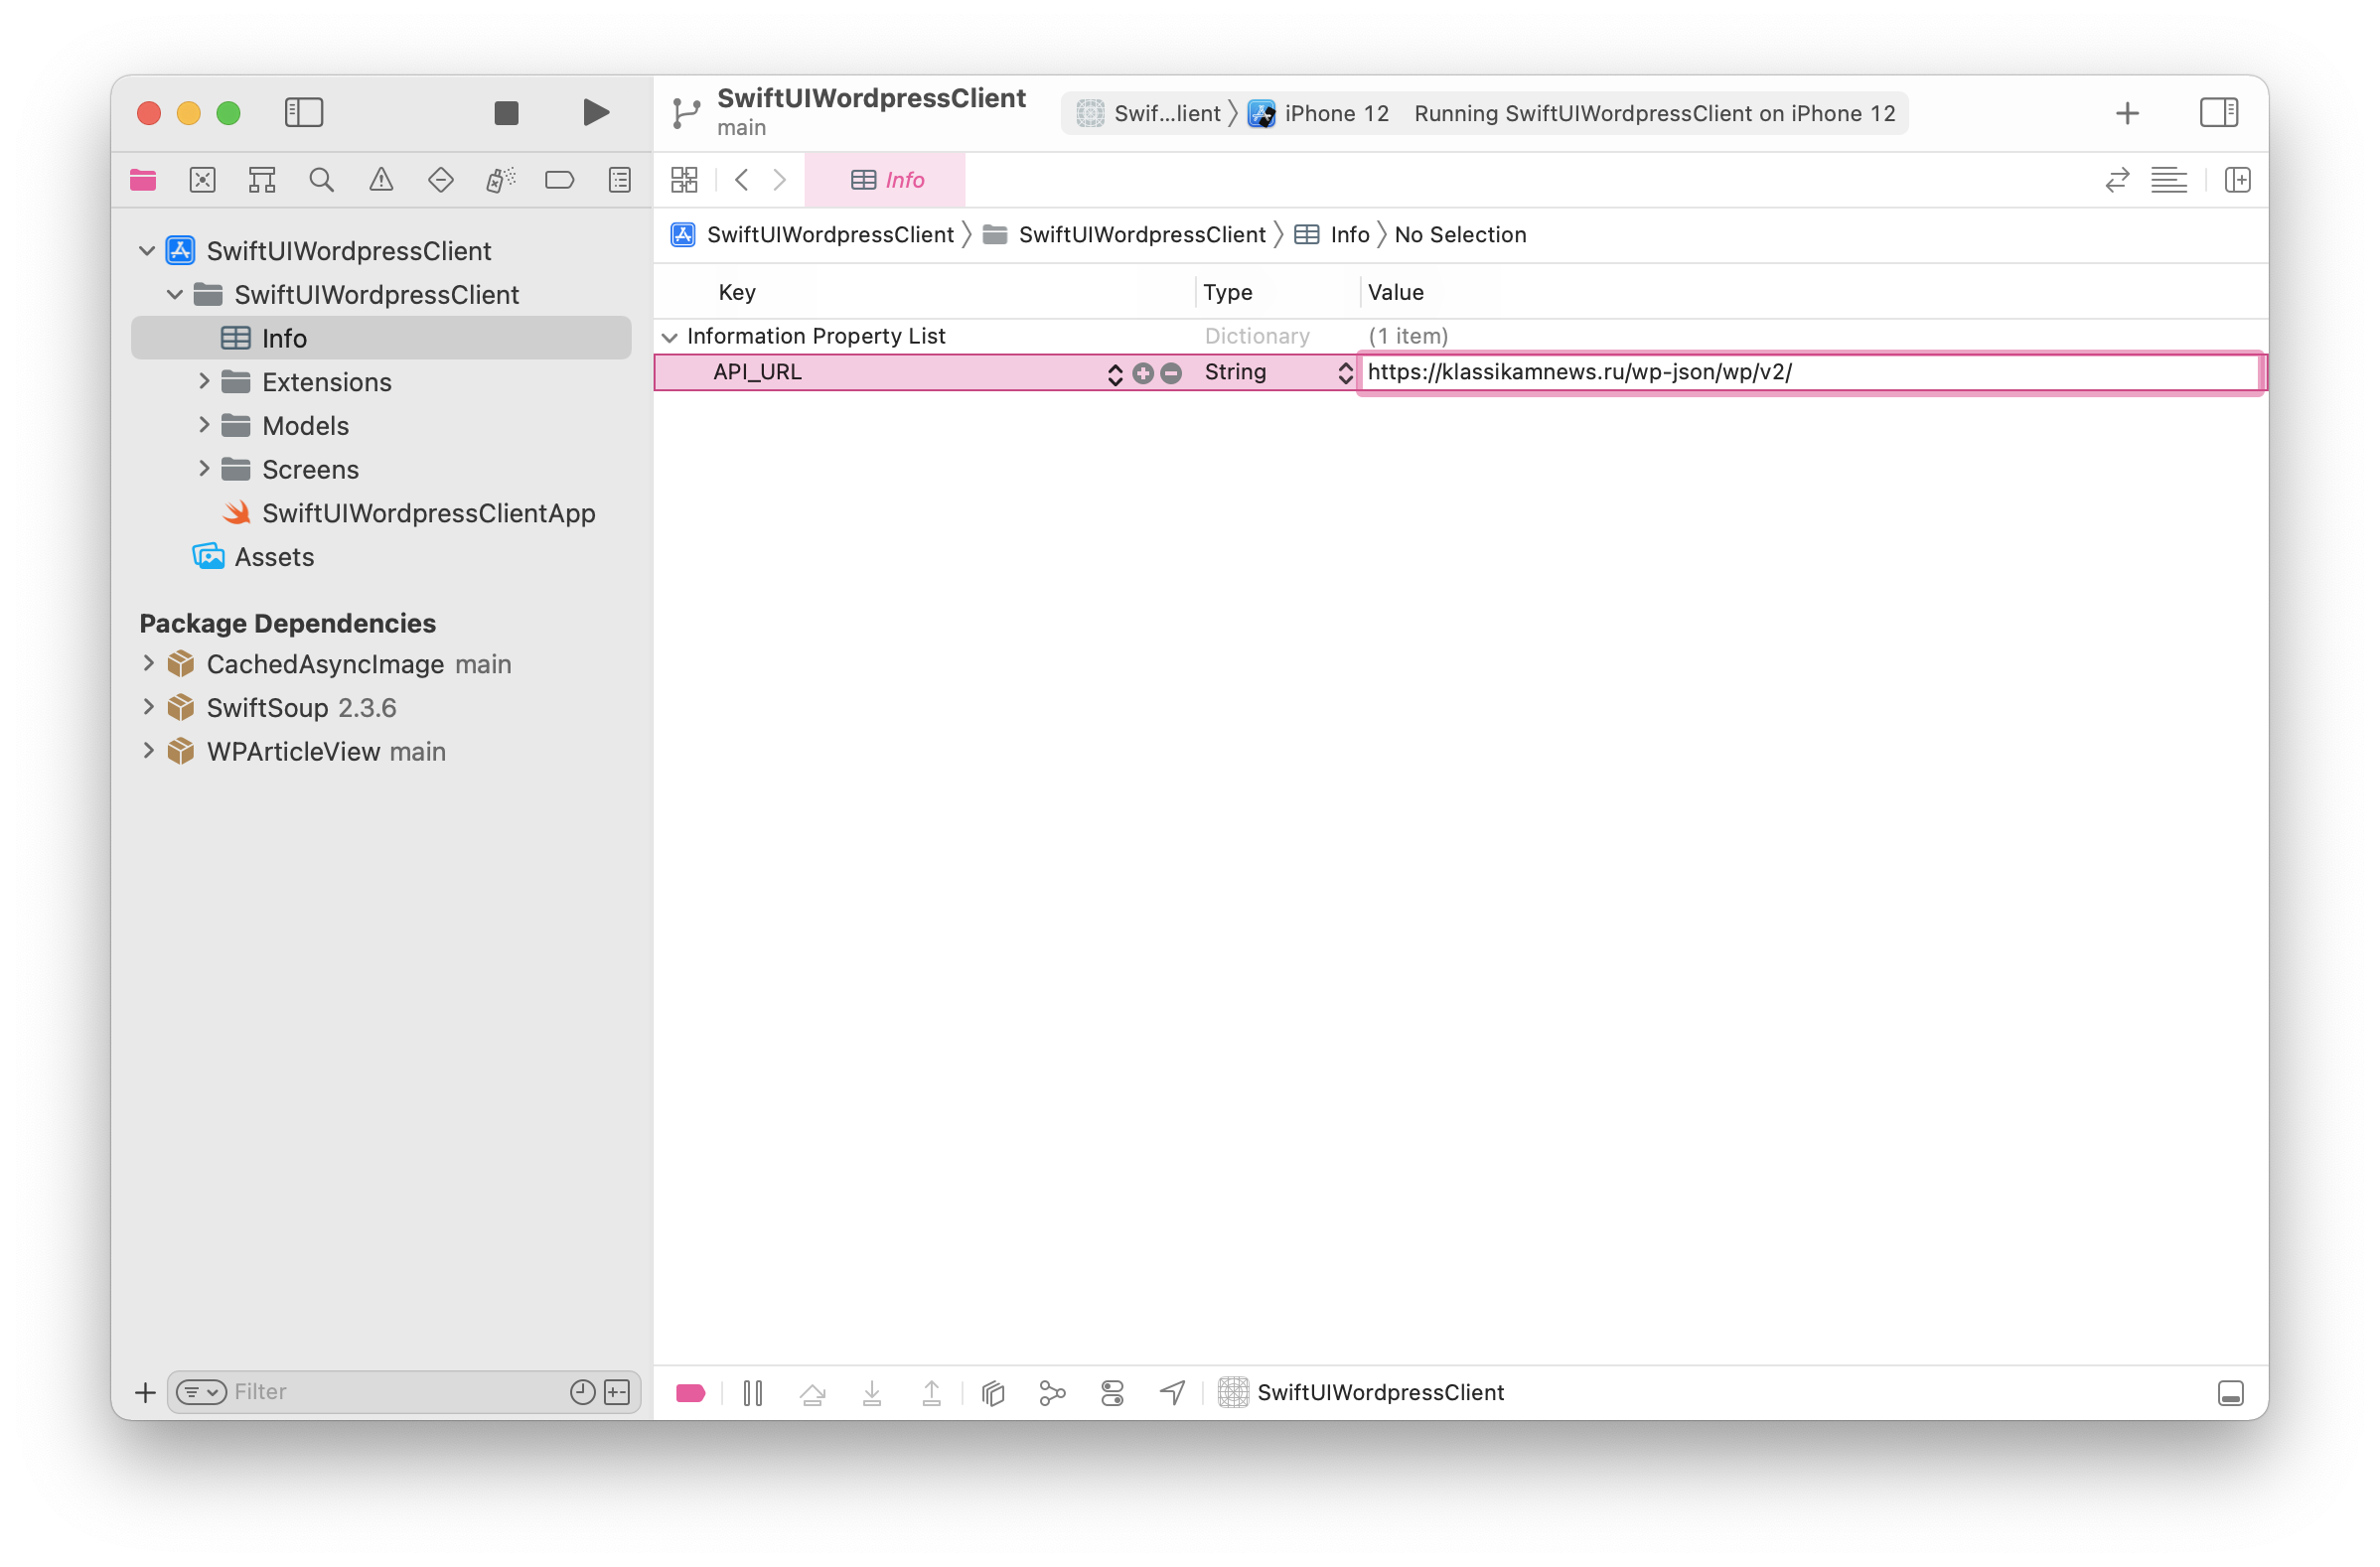 SwiftUIWordpressClient
main
Swif...lient
iPhone 12
Running SwiftUIWordpressClient on iPhone 12
Info
SwiftUIWordpressClient
SwiftUIWordpressClient
Info
No Selection
SwiftUIWordpressClient
SwiftUIWordpressClient
Info
Extensions
Models
Screens
SwiftUIWordpressClientApp
Assets
Package Dependencies
CachedAsyncImage main
SwiftSoup 2.3.6
WPArticleView main
Filter
Key Type Value
Information Property List Dictionary (1 item)
API_URL String https://klassikamnews.ru/wp-json/wp/v2/
SwiftUIWordpressClient